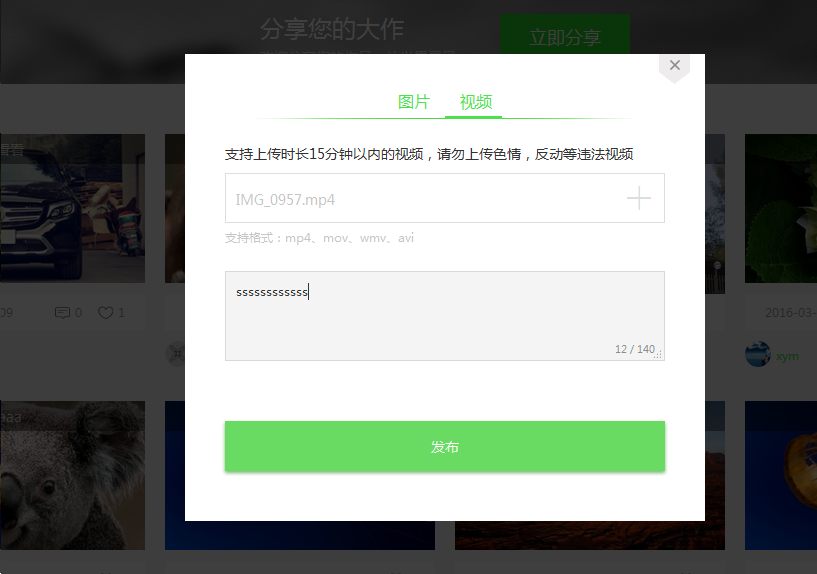 分享您的大作
立即分享
图片
视频
支持上传时长15分钟以内的视频，请勿上传色情，反动等违法视频
IMG_0957.mp4
支持格式：mp4、mov、wmv、avi
ssssssssssss
12 / 140
发布
看看
09
0
1
2016-03-
xym
aaa